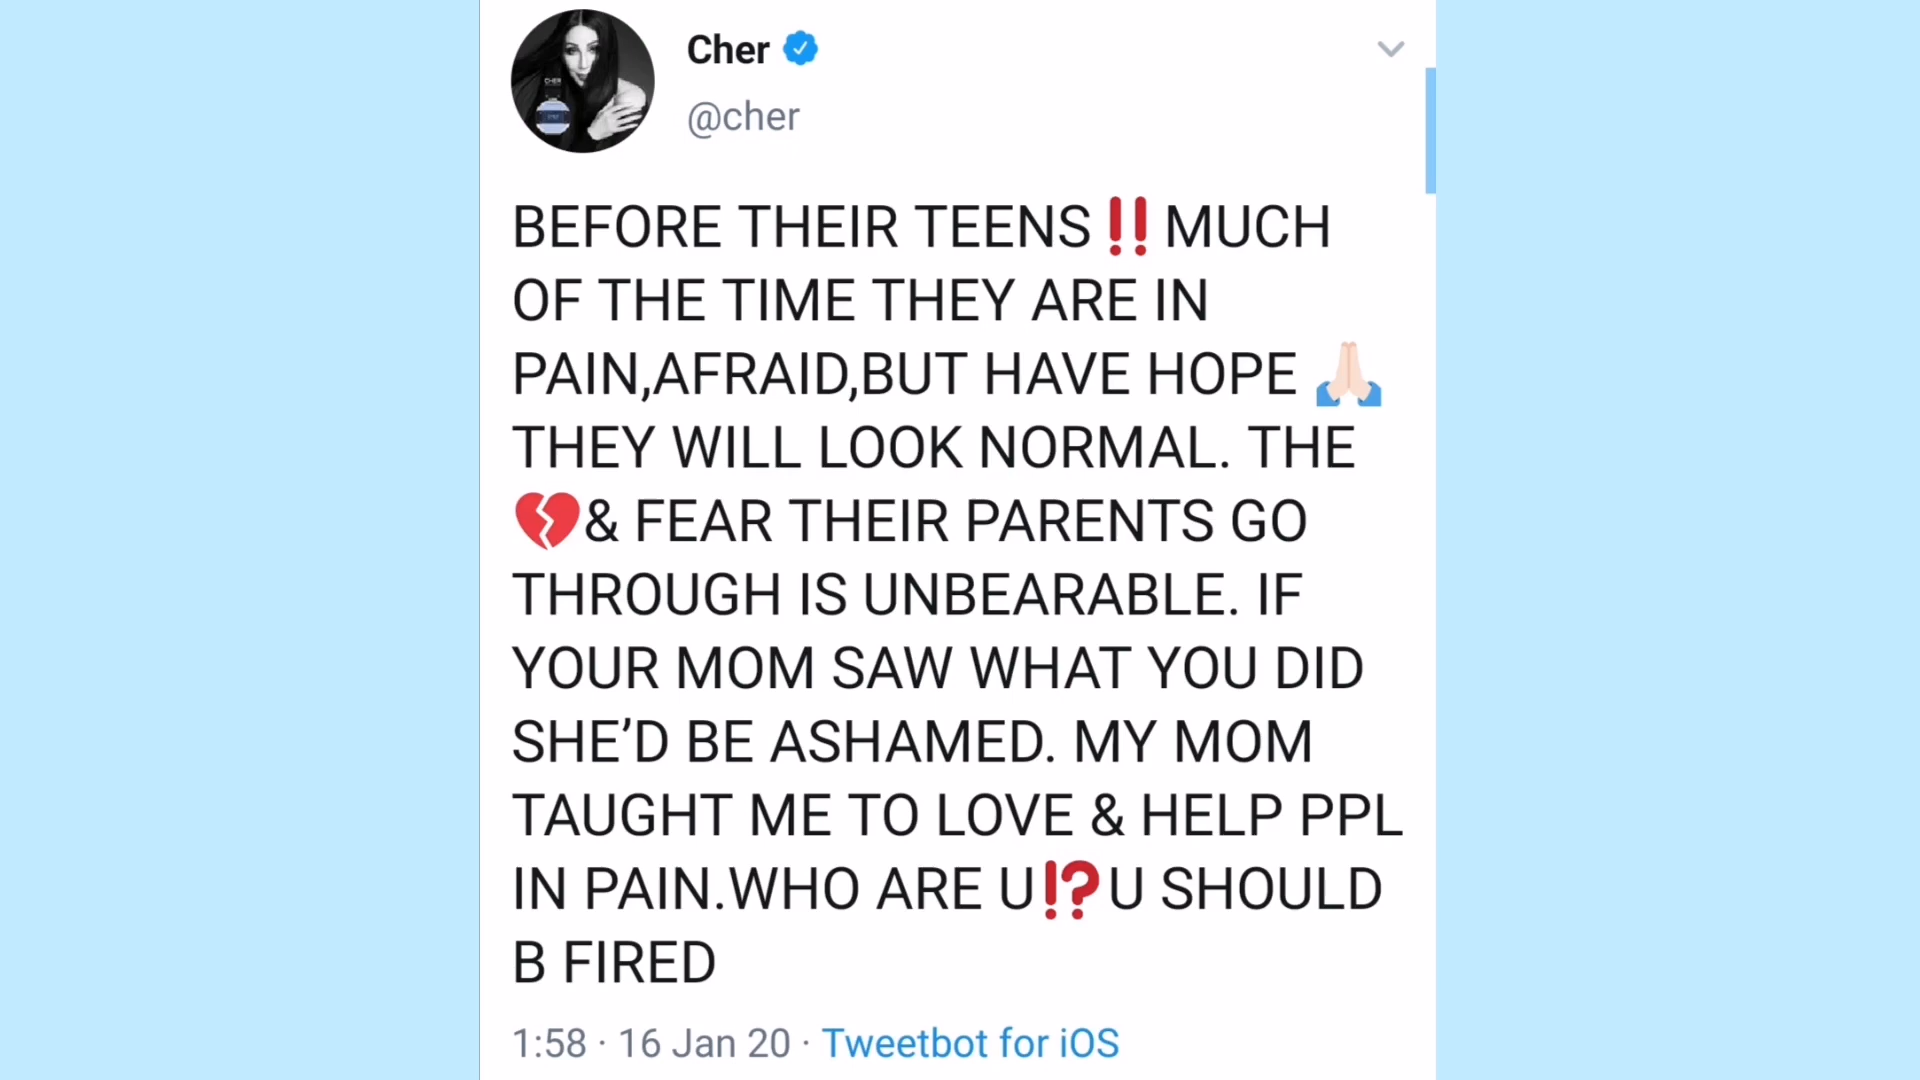 Cher
@cher
BEFORE THEIR TEENS‼️MUCH
OF THE TIME THEY ARE IN
PAIN,AFRAID,BUT HAVE HOPE 🙏🏻
THEY WILL LOOK NORMAL. THE
💔& FEAR THEIR PARENTS GO
THROUGH IS UNBEARABLE. IF
YOUR MOM SAW WHAT YOU DID
SHE’D BE ASHAMED. MY MOM
TAUGHT ME TO LOVE & HELP PPL
IN PAIN.WHO ARE U⁉️U SHOULD
B FIRED
1:58 · 16 Jan 20 · Tweetbot for iOS